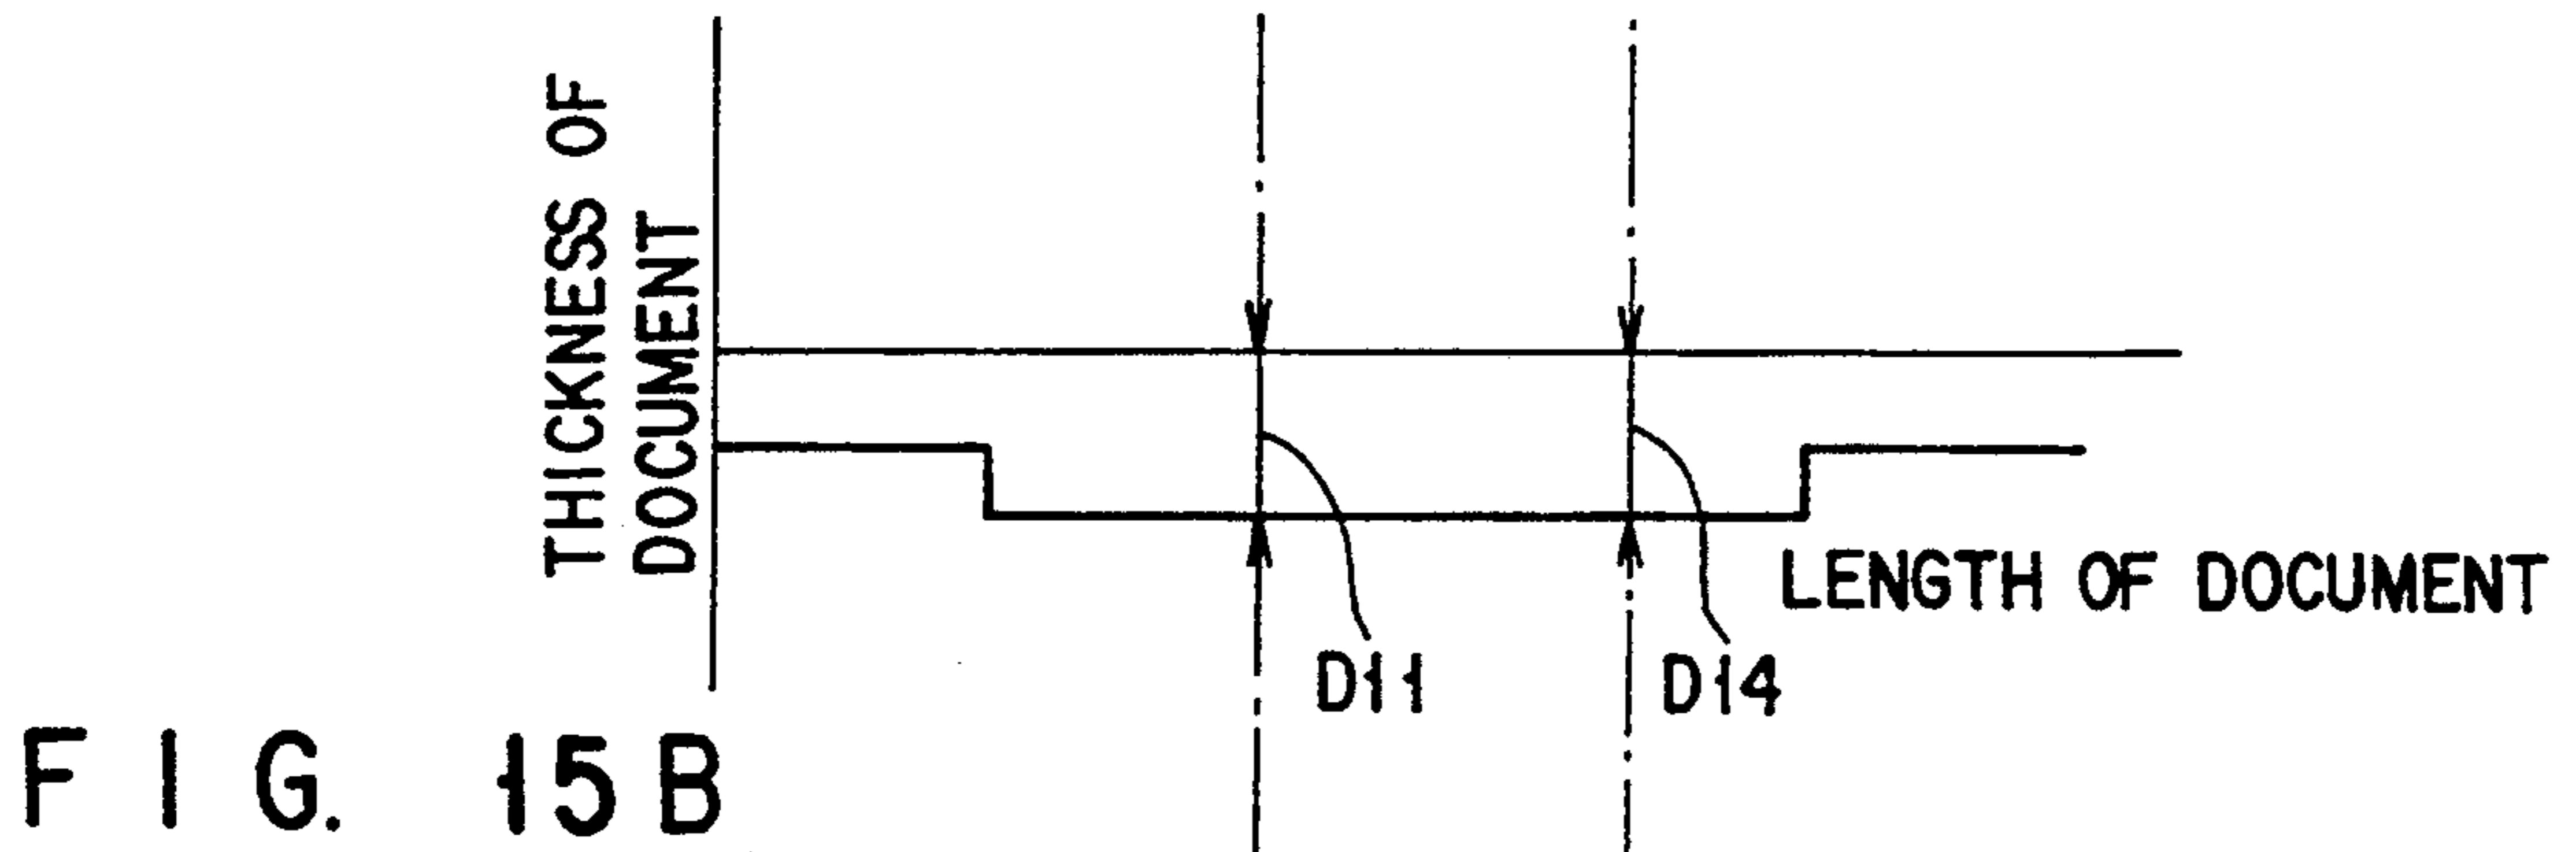 THICKNESS OF
DOCUMENT
LENGTH OF DOCUMENT
D11
D14
FIG. 15B